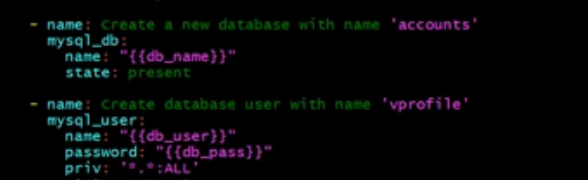 - name: Create a new database with name 'accounts'
mysql_db:
name: "{{db_name}}"
state: present
- name: Create database user with name 'vprofile'
mysql_user:
name: "{{db_user}}"
password: "{{db_pass}}"
priv: '*.*:ALL'